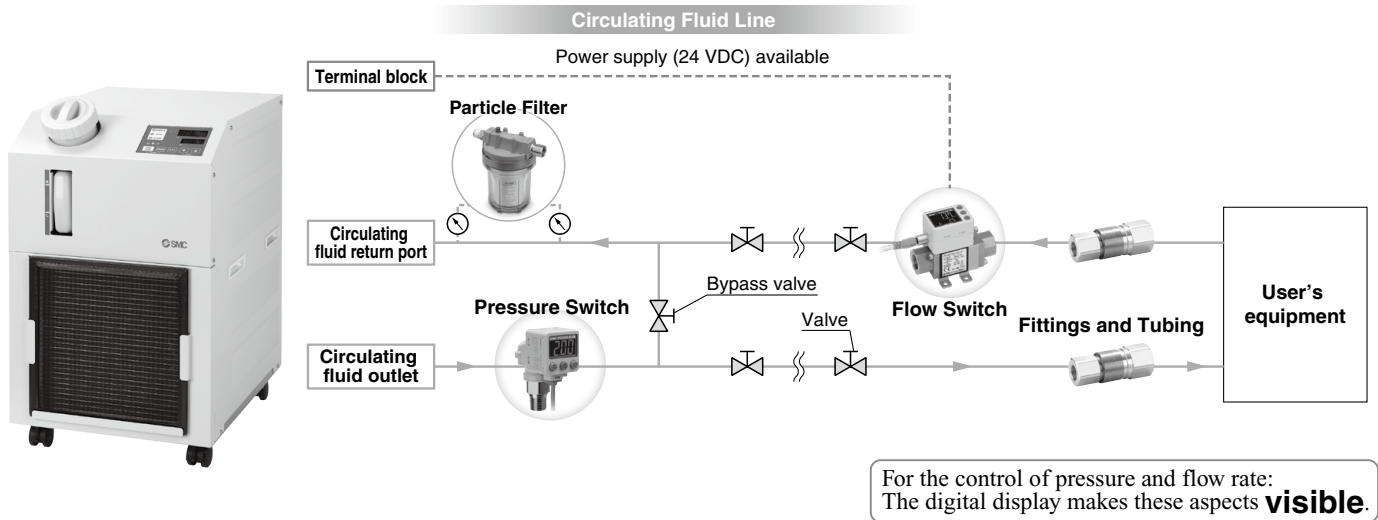 Circulating Fluid Line
Power supply (24 VDC) available
Terminal block
Particle Filter
Circulating
fluid return port
SMC
Bypass valve
Pressure Switch
Valve
Flow Switch
Fittings and Tubing
User's
equipment
Circulating
fluid outlet
200
For the control of pressure and flow rate:
The digital display makes these aspects visible.